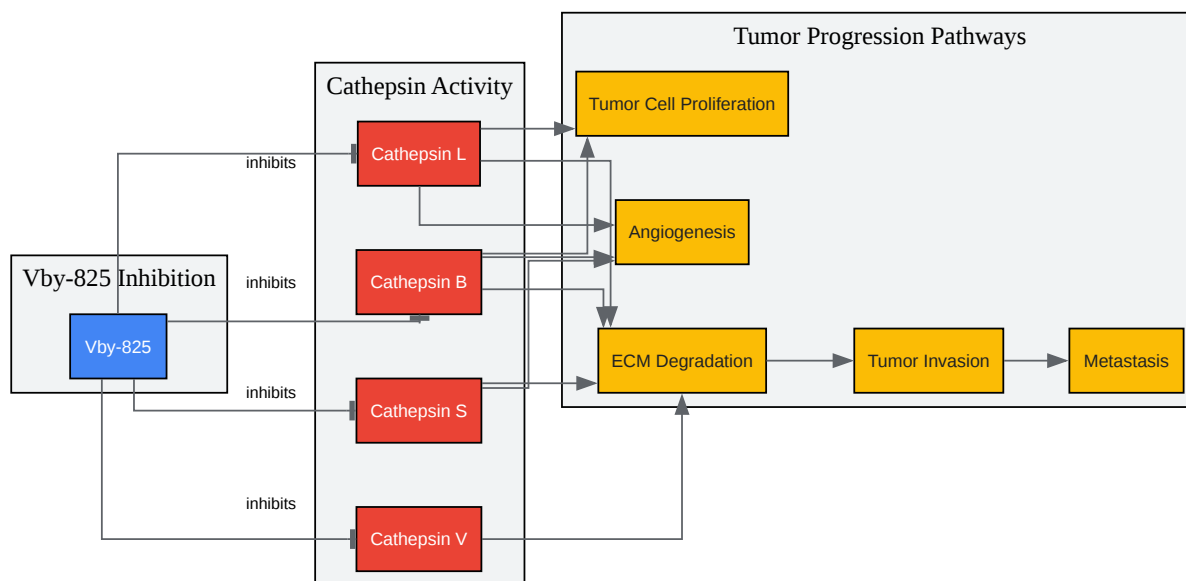 Tumor Progression Pathways
Cathepsin Activity
Tumor Cell Proliferation
Cathepsin L
inhibits
Angiogenesis
Vby-825 Inhibition
inhibits
Cathepsin B
Vby-825
ECM Degradation
Tumor Invasion
Metastasis
inhibits
Cathepsin S
inhibits
Cathepsin V